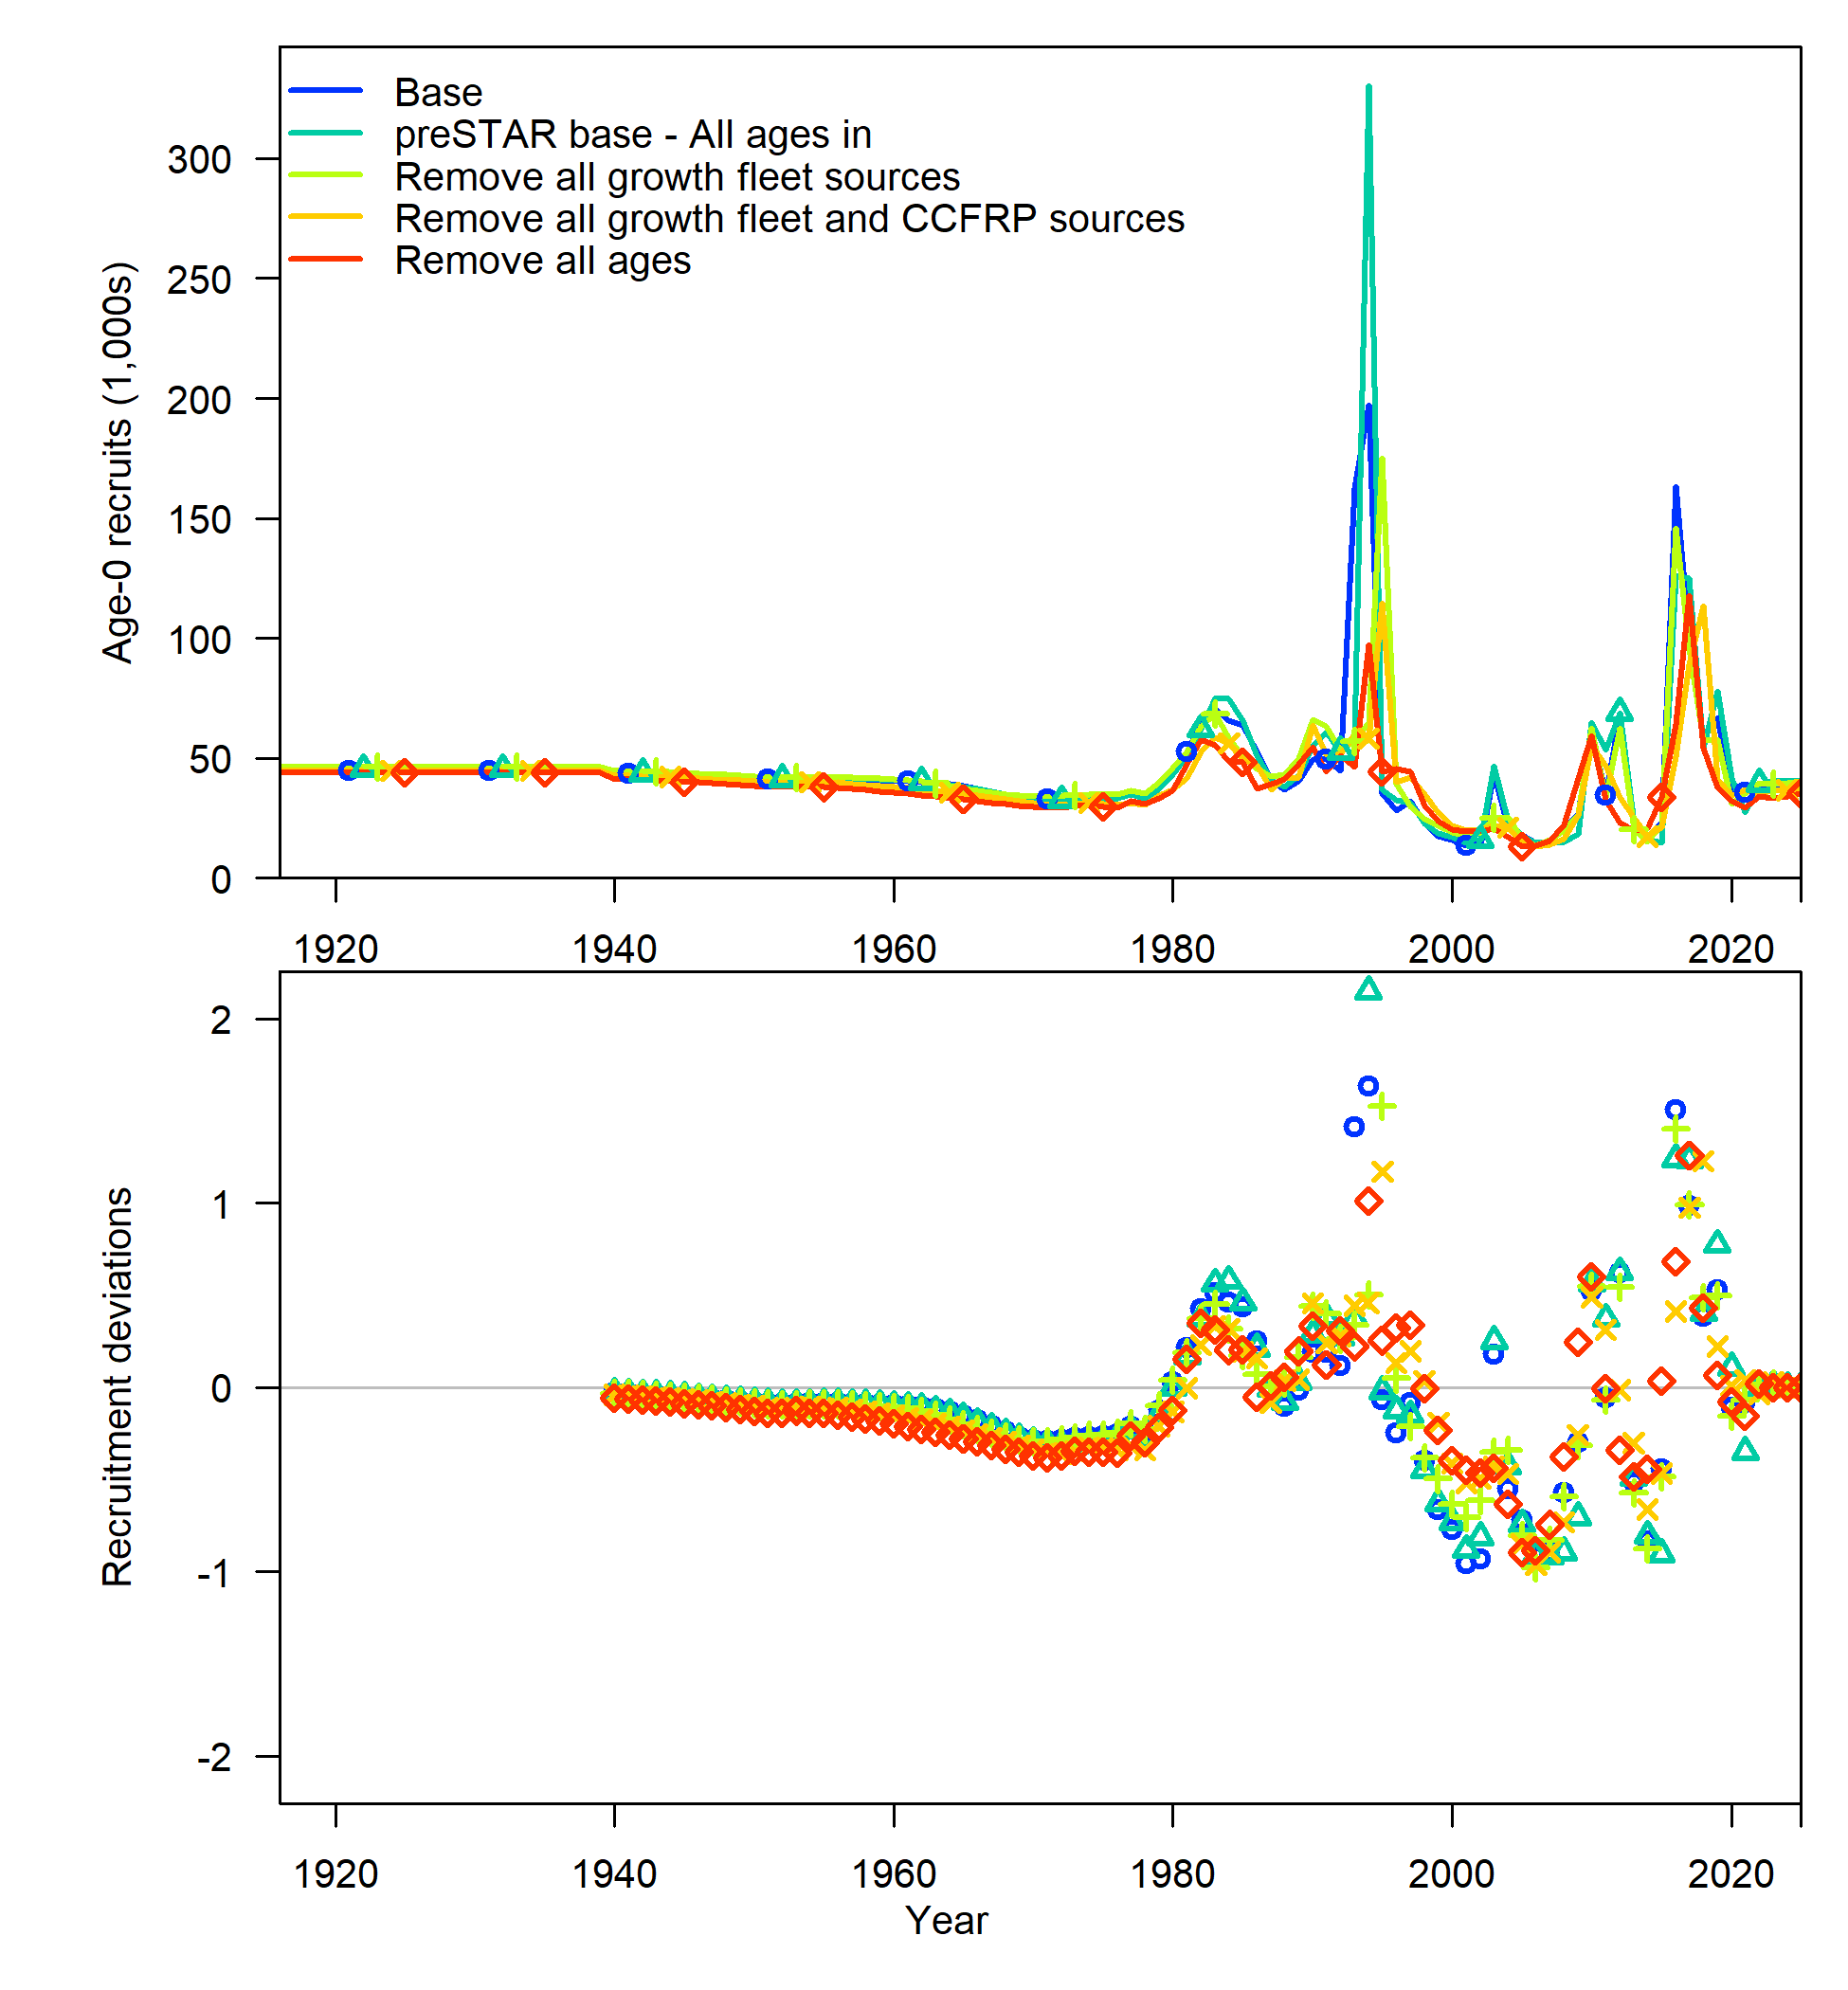 Base
preSTAR base - All ages in
Remove all growth fleet sources
Remove all growth fleet and CCFRP sources
Remove all ages
Age-0 recruits (1,000s)
300
250
200
150
100
50
0
1920 1940 1960 1980 2000 2020
Recruitment deviations
2
1
0
-1
-2
1920 1940 1960 1980 2000 2020
Year